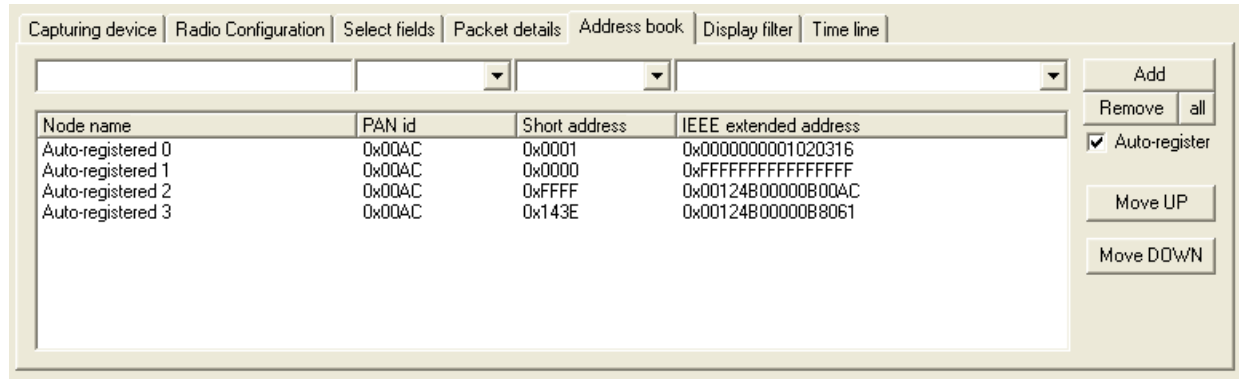 Capturing device Radio Configuration Select fields Packet details Address book Display filter Time line
Add
Remove all
Node name PAN id Short address IEEE extended address
Auto-register
Auto-registered 0 0x00AC 0x0001 0x0000000001020316
Auto-registered 1 0x00AC 0x0000 0xFFFFFFFFFFFFFFFF
Auto-registered 2 0x00AC 0xFFFF 0x00124B00000B00AC
Auto-registered 3 0x00AC 0x143E 0x00124B00000B8061
Move UP
Move DOWN